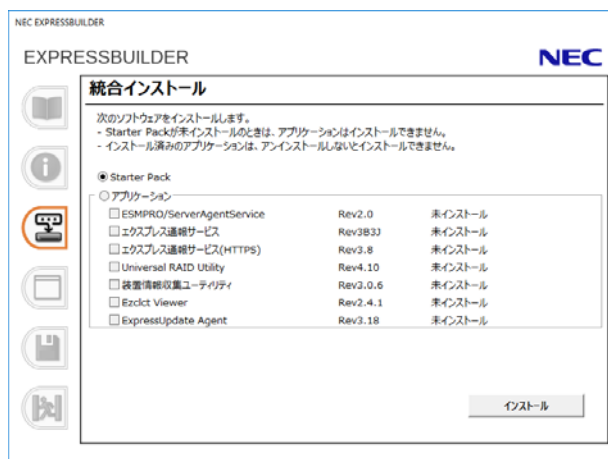 NEC EXPRESSBUILDER
EXPRESSBUILDER
NEC
統合インストール
次のソフトウェアをインストールします。
- Starter Packが未インストールのときは、アプリケーションはインストールできません。
- インストール済みのアプリケーションは、アンインストールしないとインストールできません。
Starter Pack
アプリケーション
ESMPRO/ServerAgentService Rev2.0 未インストール
エクスプレス通報サービス Rev3B3J 未インストール
エクスプレス通報サービス(HTTPS) Rev3.8 未インストール
Universal RAID Utility Rev4.10 未インストール
装置情報収集ユーティリティ Rev3.0.6 未インストール
Ezclct Viewer Rev2.4.1 未インストール
ExpressUpdate Agent Rev3.18 未インストール
インストール